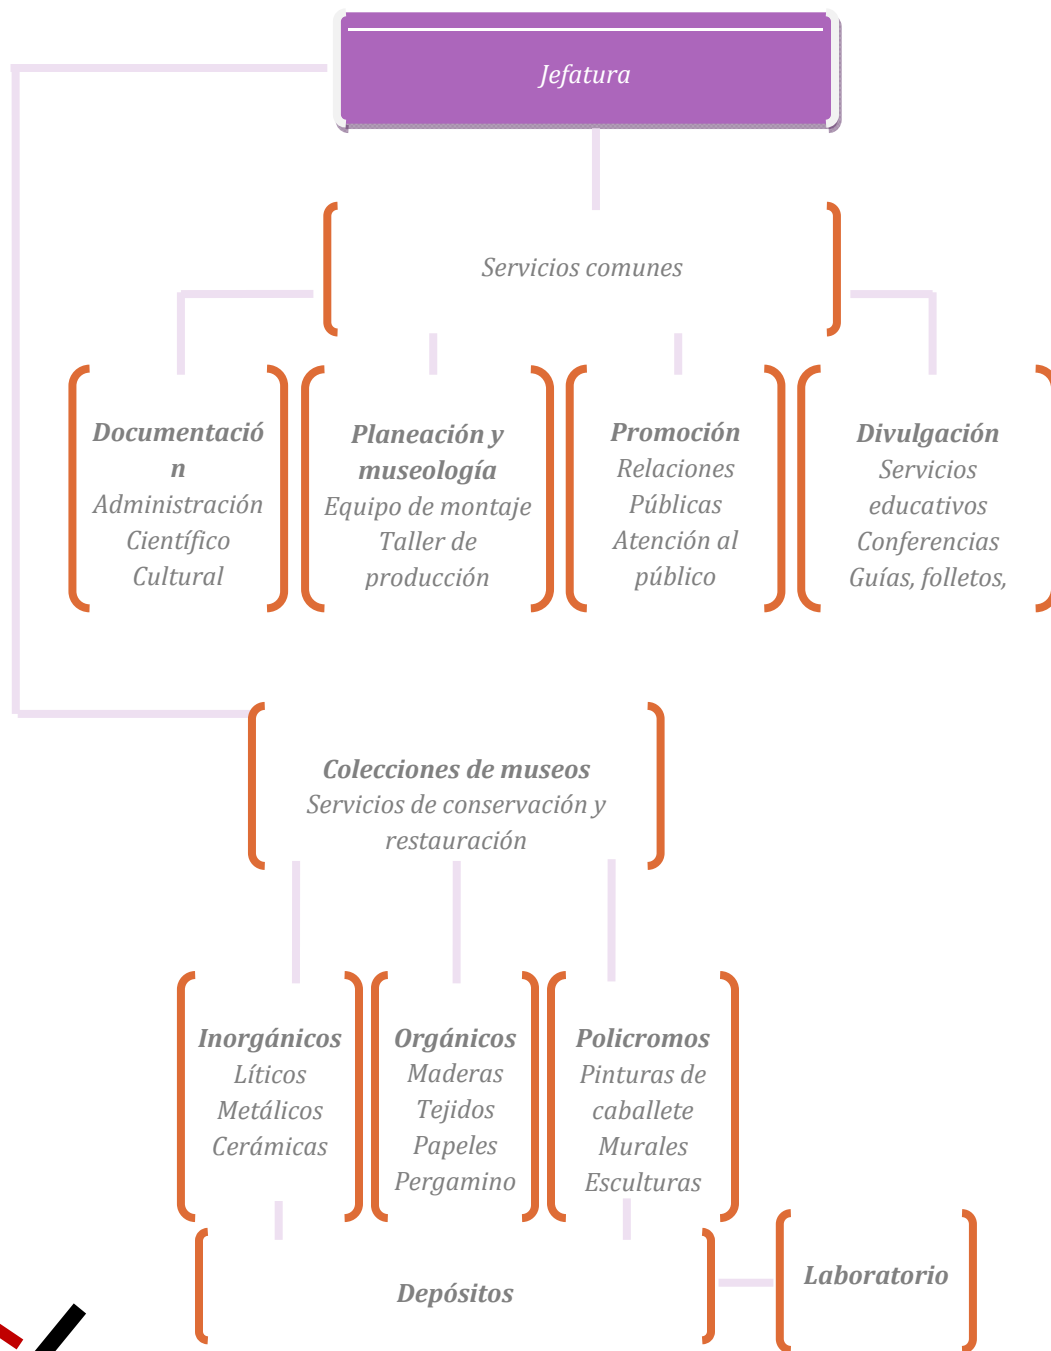 Jefatura
Servicios comunes
Documentació
n
Administración
Científico
Cultural
Planeación y
museología
Equipo de montaje
Taller de
producción
Promoción
Relaciones
Públicas
Atención al
público
Divulgación
Servicios
educativos
Conferencias
Guías, folletos,
Colecciones de museos
Servicios de conservación y
restauración
Inorgánicos
Líticos
Metálicos
Cerámicas
Orgánicos
Maderas
Tejidos
Papeles
Pergamino
Policromos
Pinturas de
caballete
Murales
Esculturas
Depósitos
Laboratorio